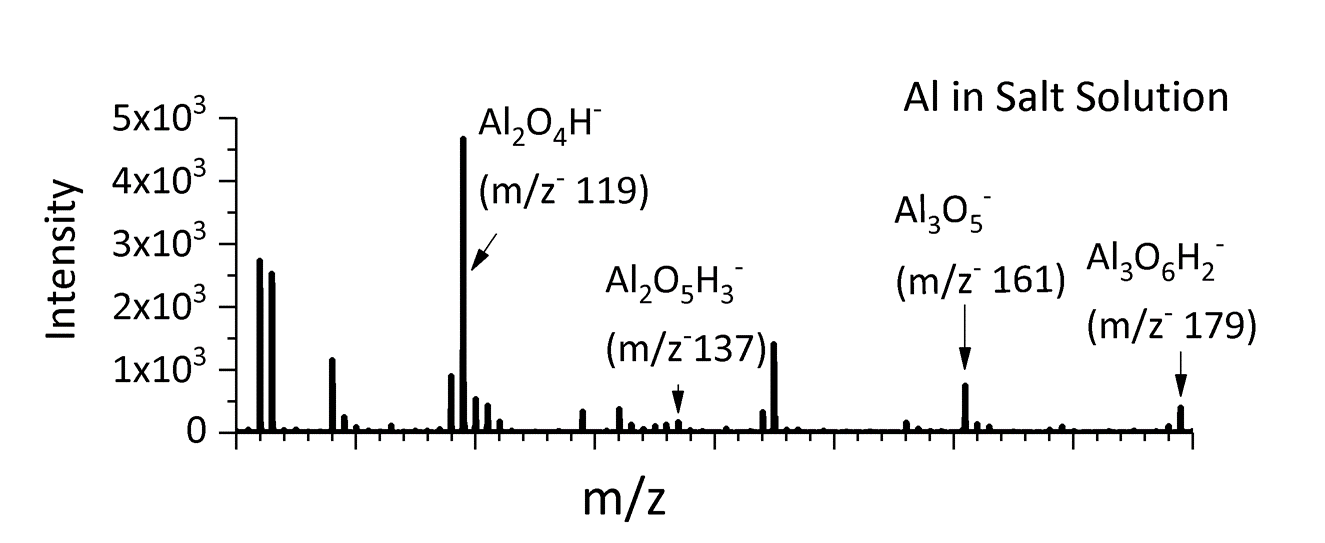 Al in Salt Solution
5x10³
4x10³
3x10³
2x10³
1x10³
0
Intensity
Al₂O₄H⁻
(m/z⁻ 119)
Al₂O₅H₃⁻
(m/z⁻137)
Al₃O₅⁻
(m/z⁻ 161)
Al₃O₆H₂⁻
(m/z⁻ 179)
m/z